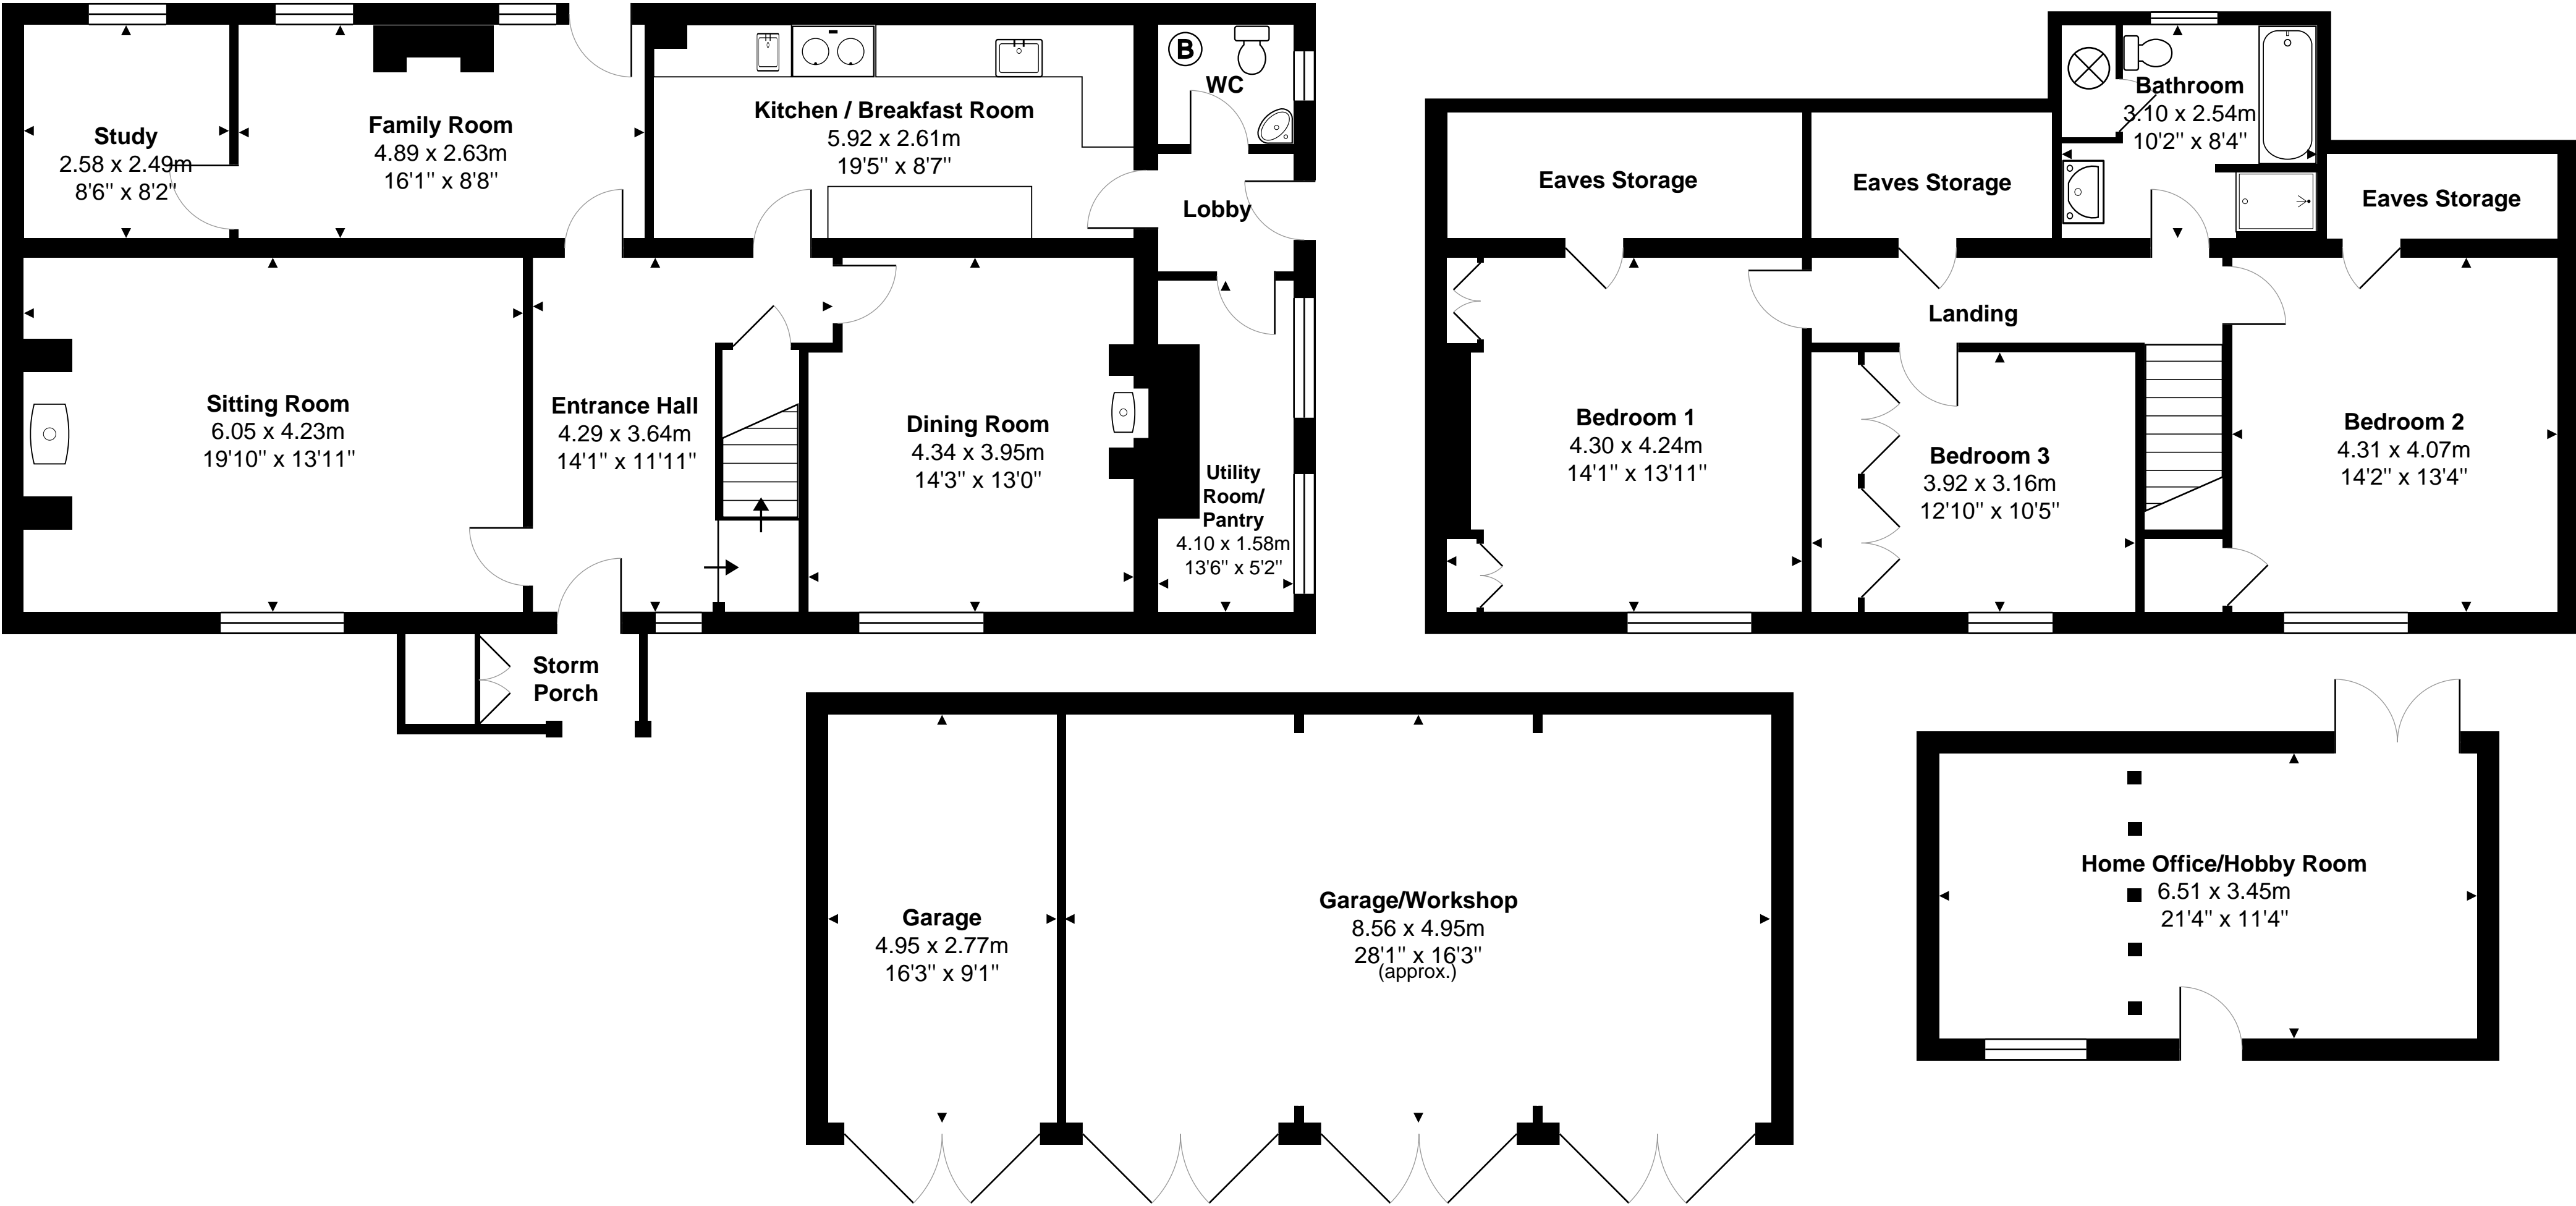 Study
2.58 x 2.49m
8'6" x 8'2"
Family Room
4.89 x 2.63m
16'1" x 8'8"
Kitchen / Breakfast Room
5.92 x 2.61m
19'5" x 8'7"
B
WC
Lobby
Sitting Room
6.05 x 4.23m
19'10" x 13'11"
Entrance Hall
4.29 x 3.64m
14'1" x 11'11"
Dining Room
4.34 x 3.95m
14'3" x 13'0"
Utility
Room/
Pantry
4.10 x 1.58m
13'6" x 5'2"
Storm
Porch
Eaves Storage
Eaves Storage
Bathroom
3.10 x 2.54m
10'2" x 8'4"
Eaves Storage
Landing
Bedroom 1
4.30 x 4.24m
14'1" x 13'11"
Bedroom 3
3.92 x 3.16m
12'10" x 10'5"
Bedroom 2
4.31 x 4.07m
14'2" x 13'4"
Garage
4.95 x 2.77m
16'3" x 9'1"
Garage/Workshop
8.56 x 4.95m
28'1" x 16'3"
(approx.)
Home Office/Hobby Room
6.51 x 3.45m
21'4" x 11'4"